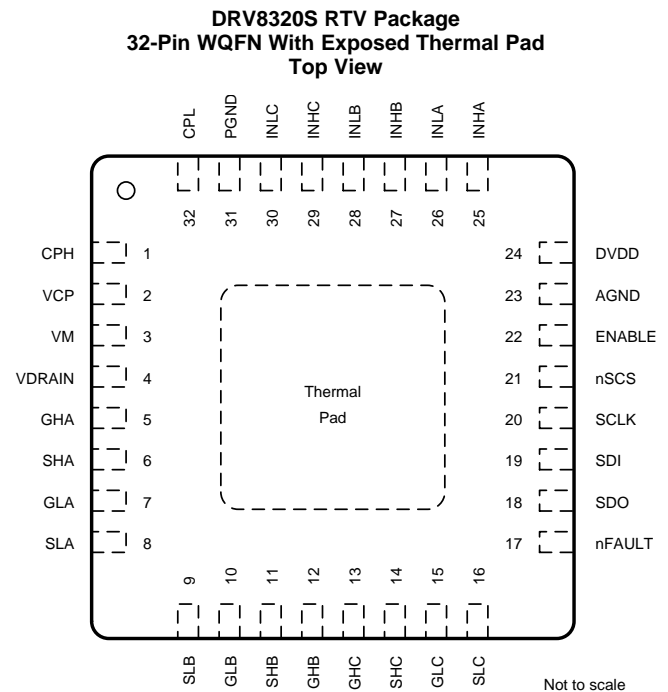 DRV8320S RTV Package
32-Pin WQFN With Exposed Thermal Pad
Top View
CPL
PGND
INLC
INHC
INLB
INHB
INLA
INHA
32
31
30
29
28
27
26
25
CPH 1
VCP 2
VM 3
VDRAIN 4
GHA 5
SHA 6
GLA 7
SLA 8
Thermal
Pad
24 DVDD
23 AGND
22 ENABLE
21 nSCS
20 SCLK
19 SDI
18 SDO
17 nFAULT
9
10
11
12
13
14
15
16
SLB
GLB
SHB
GHB
GHC
SHC
GLC
SLC
Not to scale